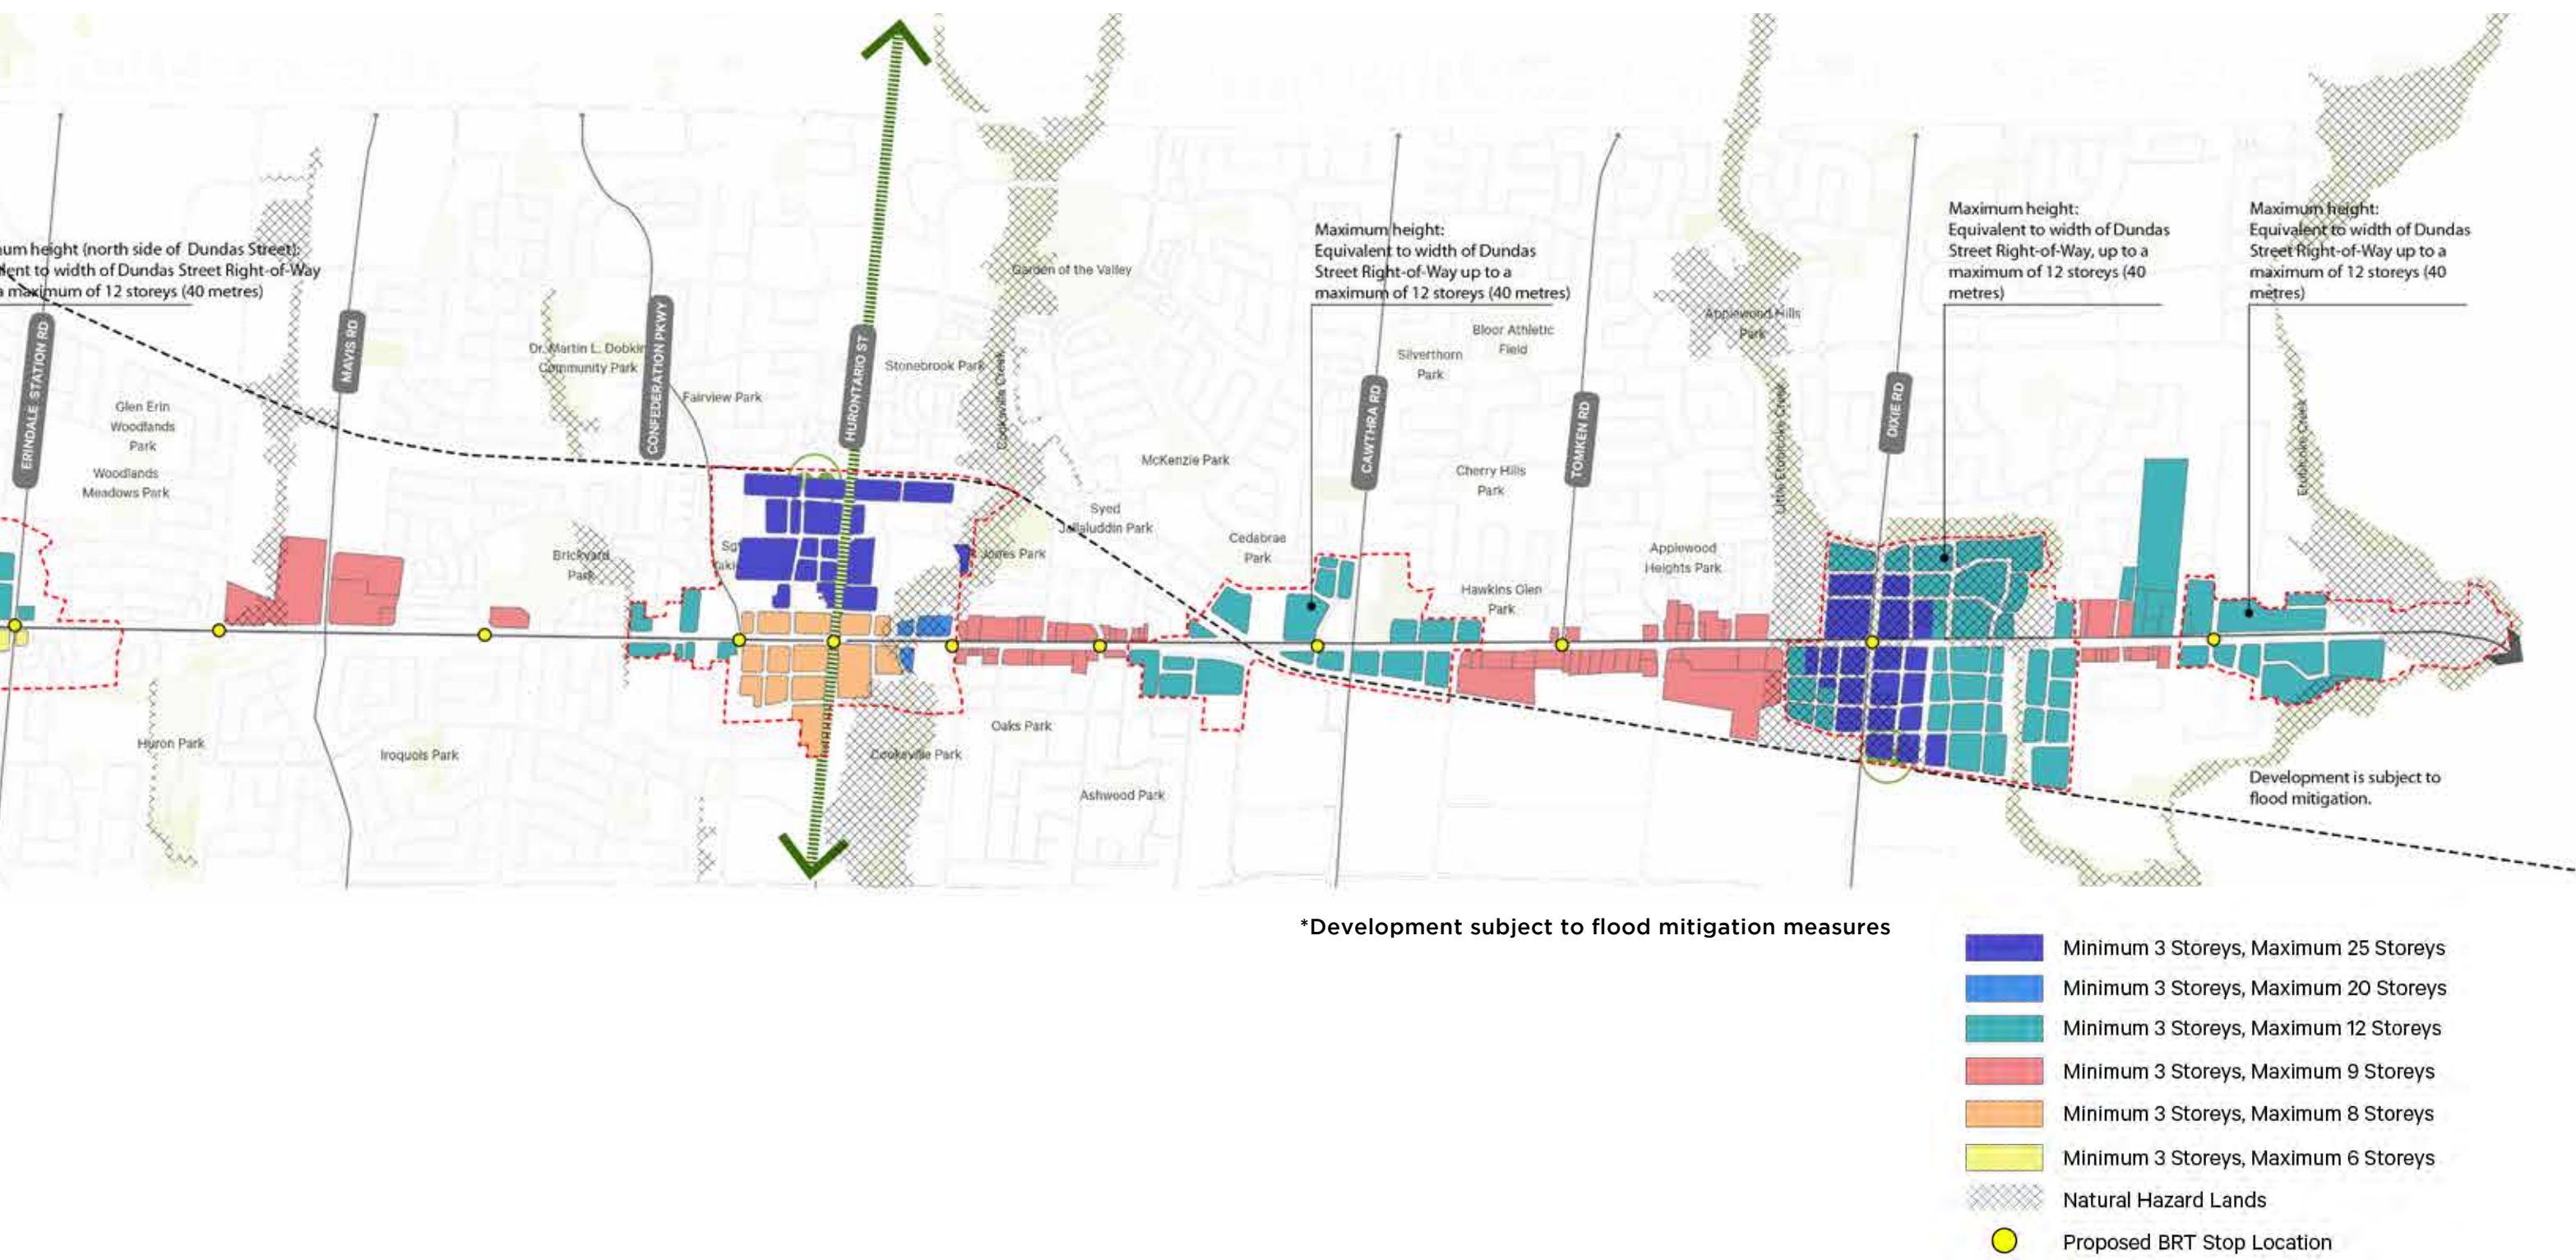 um height (north side of Dundas Street):
lent to width of Dundas Street Right-of-Way
a maximum of 12 storeys (40 metres)
Maximum height:
Equivalent to width of Dundas
Street Right-of-Way up to a
maximum of 12 storeys (40 metres)
Maximum height:
Equivalent to width of Dundas
Street Right-of-Way, up to a
maximum of 12 storeys (40
metres)
Maximum height:
Equivalent to width of Dundas
Street Right-of-Way up to a
maximum of 12 storeys (40
metres)
ERINDALE STATION RD
MAVIS RD
CONFEDERATION PKWY
HURONTARIO ST
CAWTHRA RD
TOMKEN RD
DIXIE RD
Garden of the Valley
Bloor Athletic
Field
Applewood Hills
Park
Silverthorn
Park
Dr. Martin L. Dobkin
Community Park
Stonebrook Park
Cooksville Creek
Fairview Park
Glen Erin
Woodlands
Park
Woodlands
Meadows Park
McKenzie Park
Cherry Hills
Park
Little Etobicoke Creek
Etobicoke Creek
Syed
Jallaluddin Park
Cedabrae
Park
Brickyard
Park
Sg
Jones Park
Applewood
Heights Park
Hawkins Glen
Park
Huron Park
Iroquois Park
Oaks Park
Cooksville Park
Ashwood Park
Development is subject to
flood mitigation.
*Development subject to flood mitigation measures
Minimum 3 Storeys, Maximum 25 Storeys
Minimum 3 Storeys, Maximum 20 Storeys
Minimum 3 Storeys, Maximum 12 Storeys
Minimum 3 Storeys, Maximum 9 Storeys
Minimum 3 Storeys, Maximum 8 Storeys
Minimum 3 Storeys, Maximum 6 Storeys
Natural Hazard Lands
Proposed BRT Stop Location